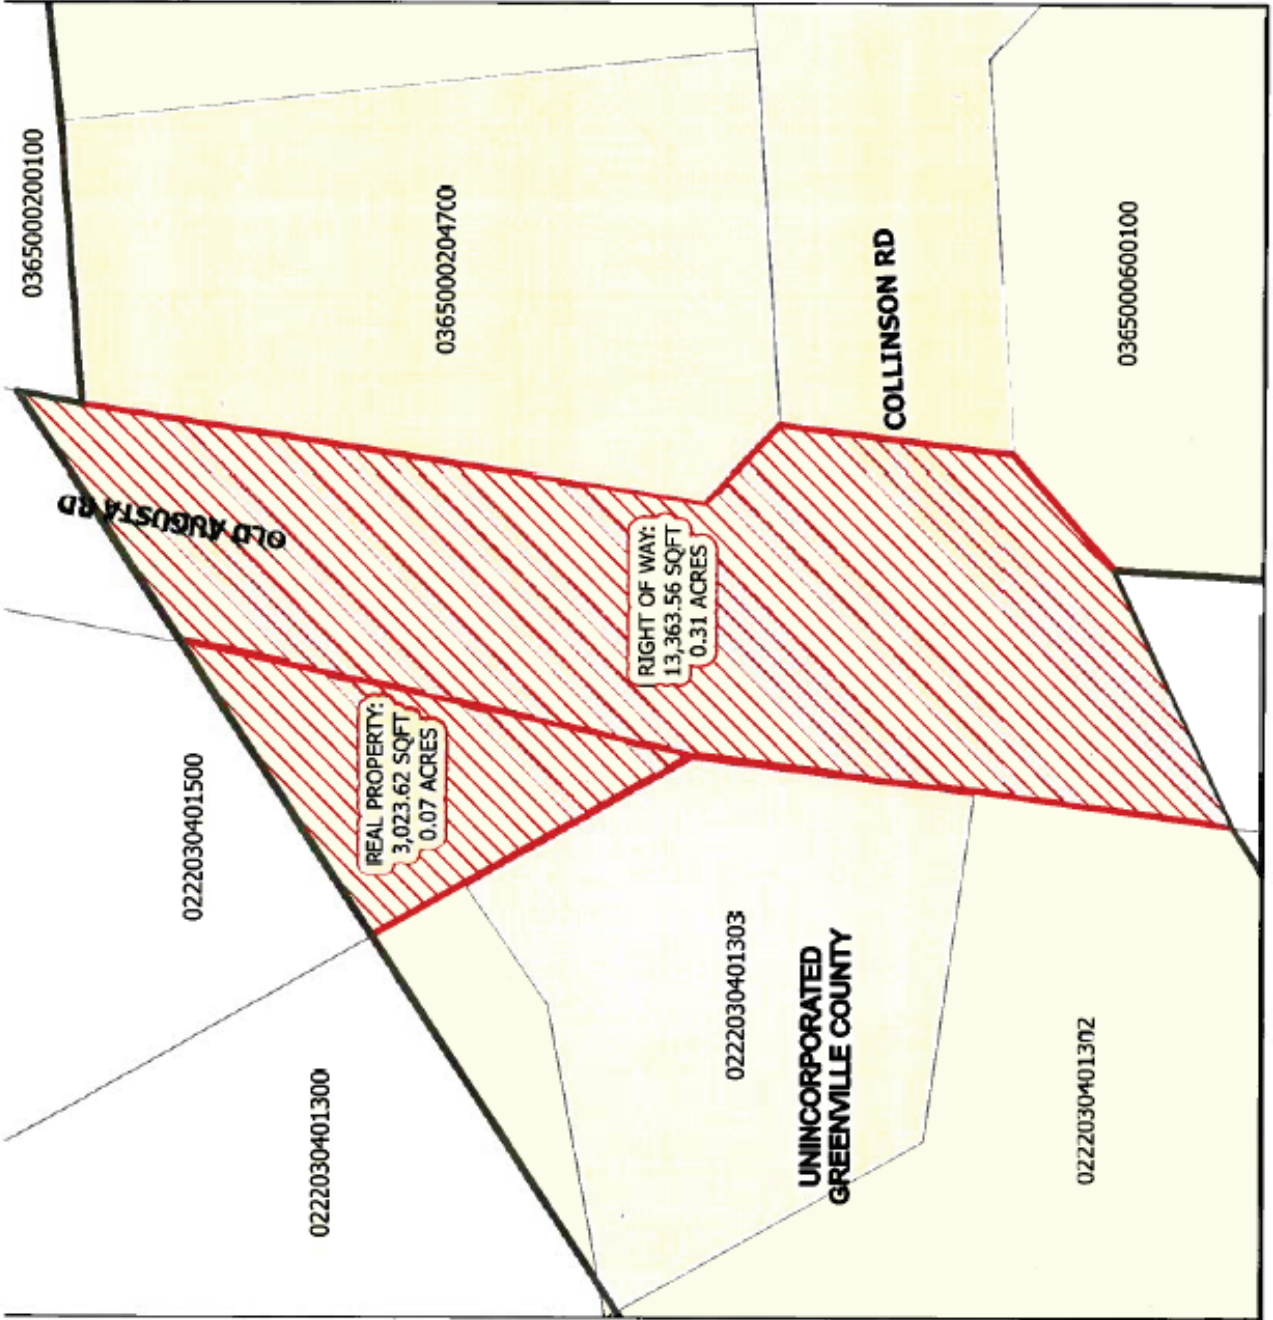 0365000200100
0365000204700
COLLINSON RD
0365000600100
OLD AUGUSTA RD
RIGHT OF WAY:
13,363.56 SQFT
0.31 ACRES
REAL PROPERTY:
3,023.62 SQFT
0.07 ACRES
0222030401500
0222030401300
0222030401303
UNINCORPORATED
GREENVILLE COUNTY
0222030401302